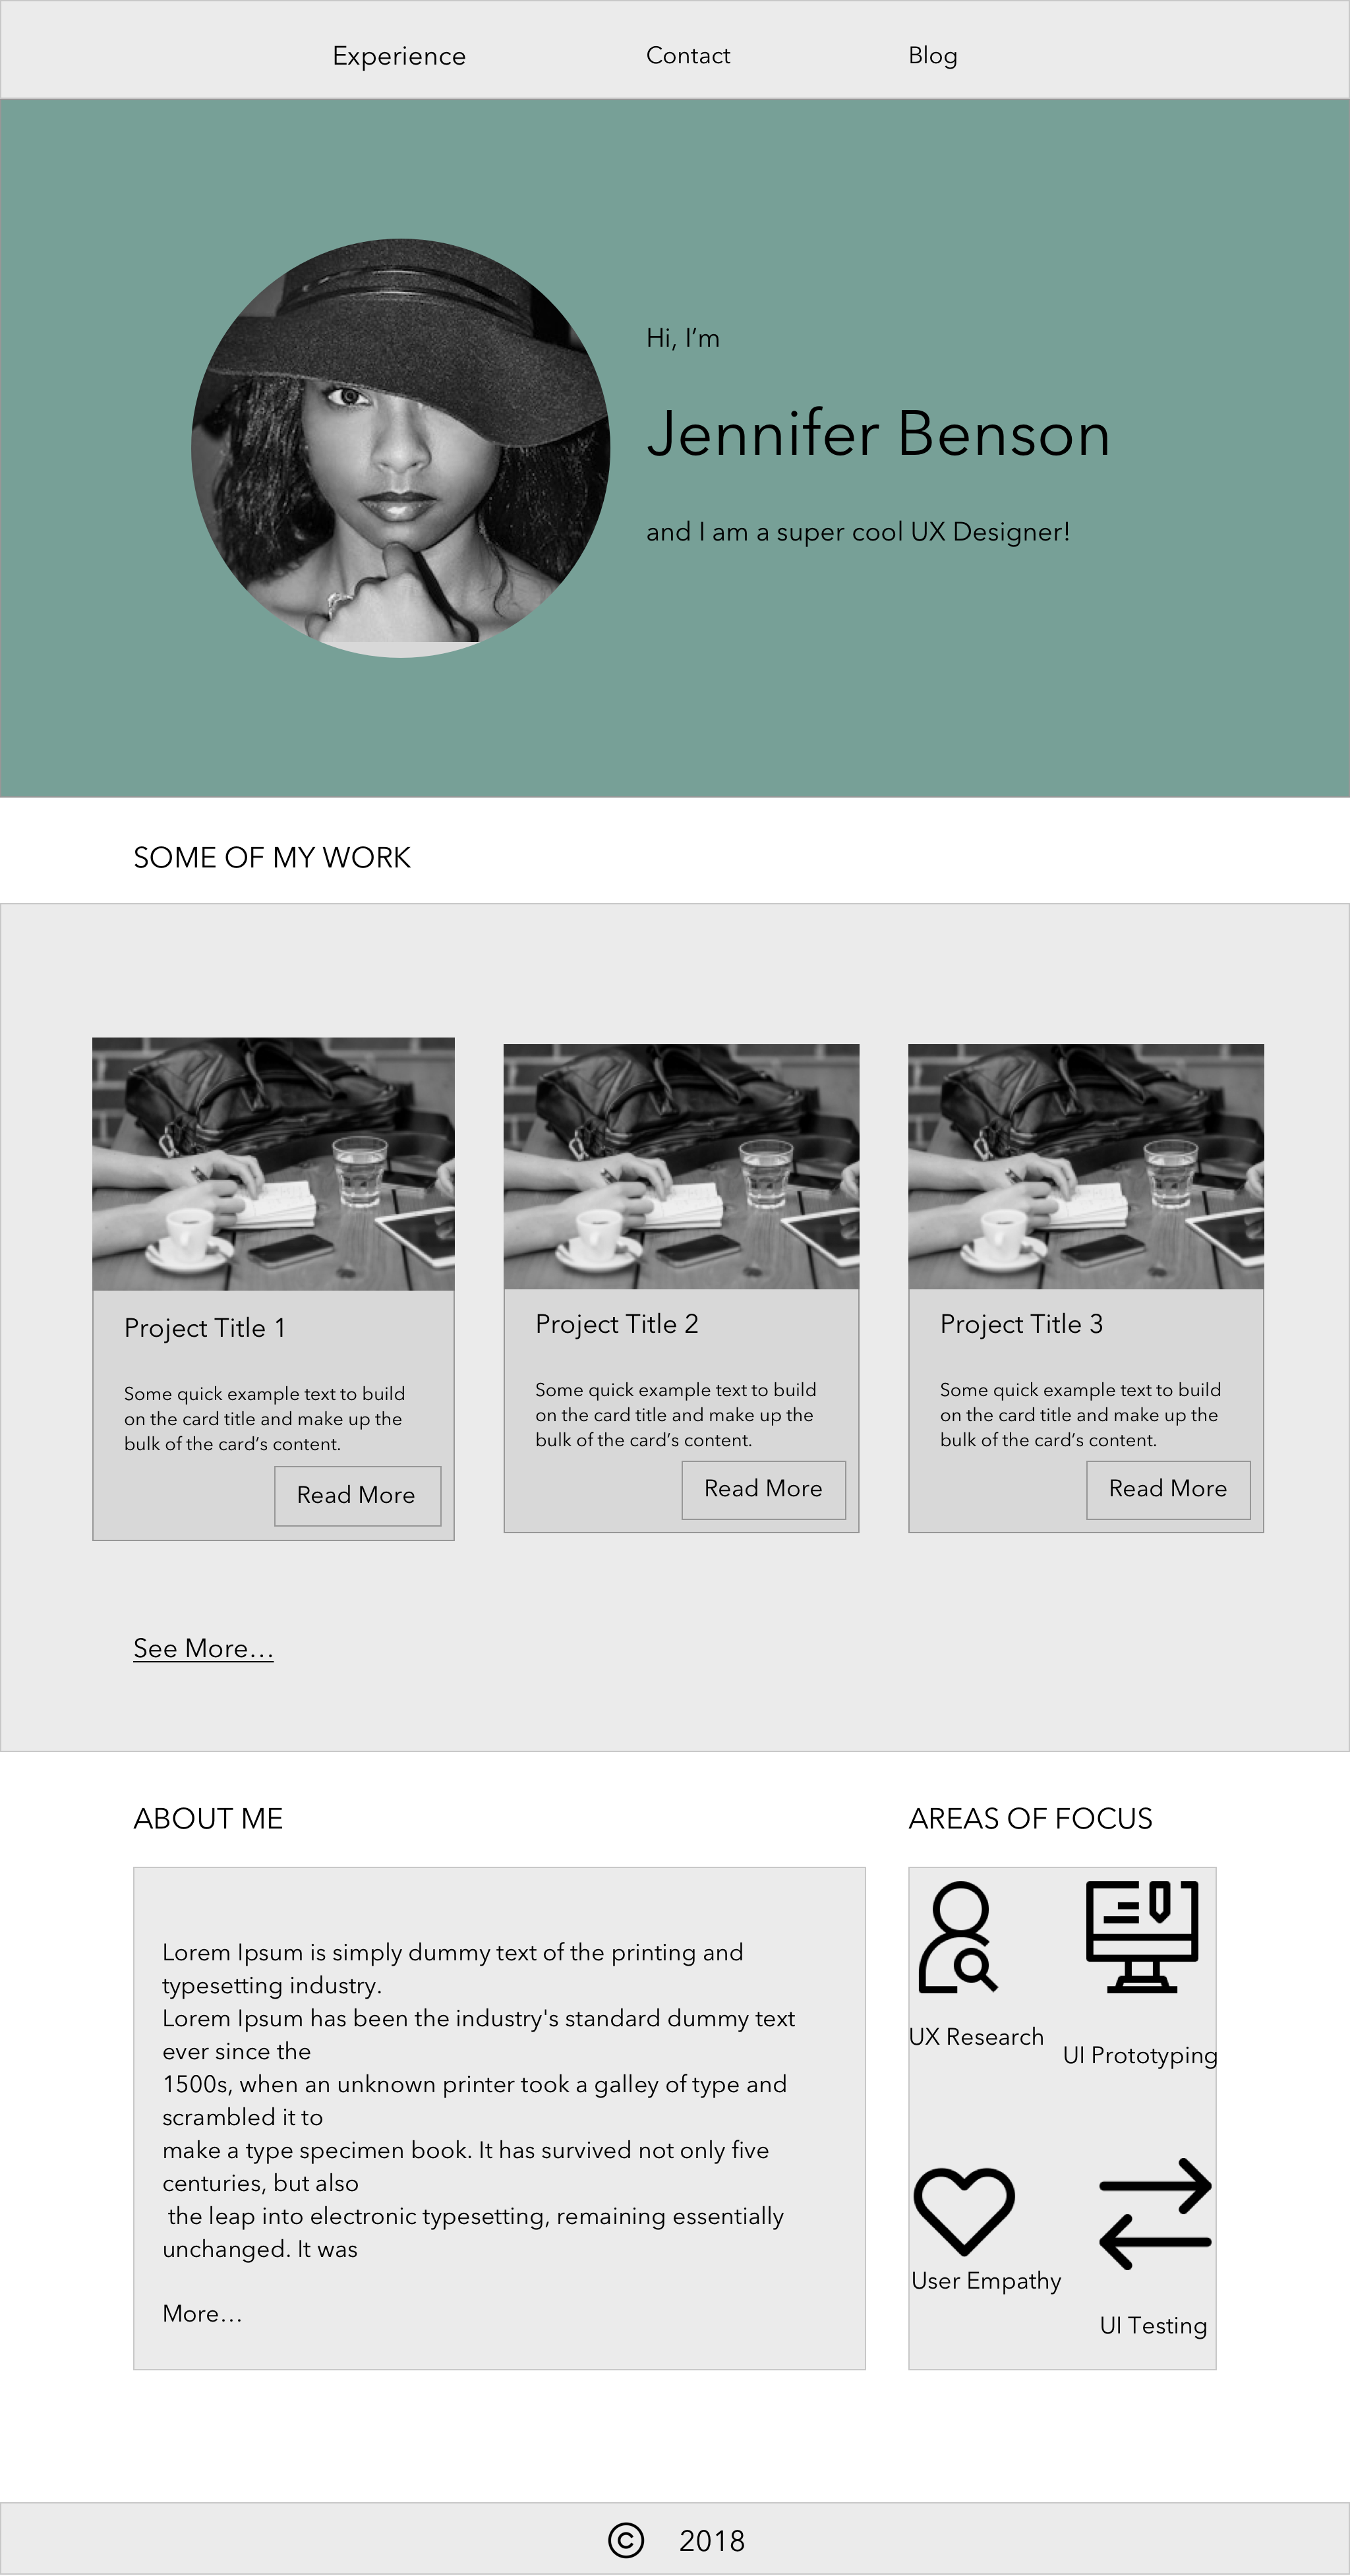 Experience
Contact
Blog
Hi, I’m
Jennifer Benson
and I am a super cool UX Designer!
SOME OF MY WORK
Project Title 1
Some quick example text to build
on the card title and make up the
bulk of the card’s content.
Read More
Project Title 2
Some quick example text to build
on the card title and make up the
bulk of the card’s content.
Read More
Project Title 3
Some quick example text to build
on the card title and make up the
bulk of the card’s content.
Read More
See More…
ABOUT ME
Lorem Ipsum is simply dummy text of the printing and
typesetting industry.
Lorem Ipsum has been the industry's standard dummy text
ever since the
1500s, when an unknown printer took a galley of type and
scrambled it to
make a type specimen book. It has survived not only five
centuries, but also
the leap into electronic typesetting, remaining essentially
unchanged. It was
More…
AREAS OF FOCUS
UX Research
UI Prototyping
User Empathy
UI Testing
© 2018